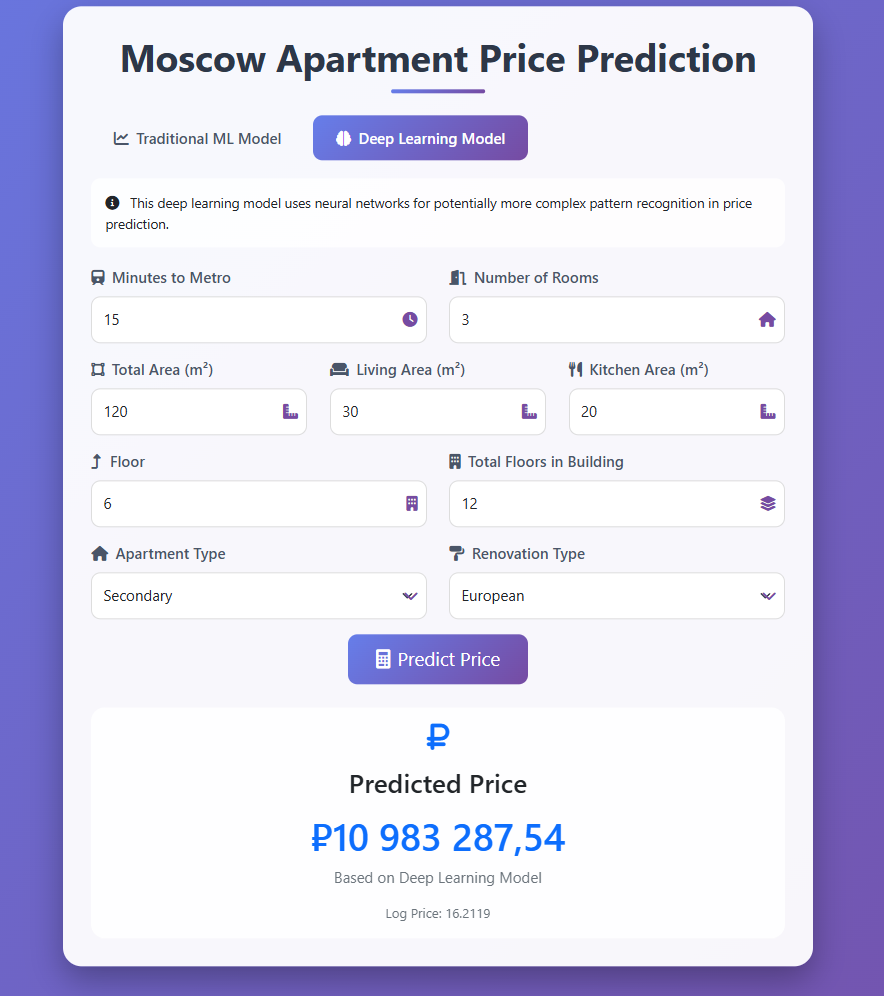 Moscow Apartment Price Prediction
Traditional ML Model
Deep Learning Model
This deep learning model uses neural networks for potentially more complex pattern recognition in price
prediction.
Minutes to Metro
Number of Rooms
15
3
Total Area (m²)
Living Area (m²)
Kitchen Area (m²)
120
30
20
Floor
Total Floors in Building
6
12
Apartment Type
Renovation Type
Secondary
European
Predict Price
₽
Predicted Price
₽10 983 287,54
Based on Deep Learning Model
Log Price: 16.2119